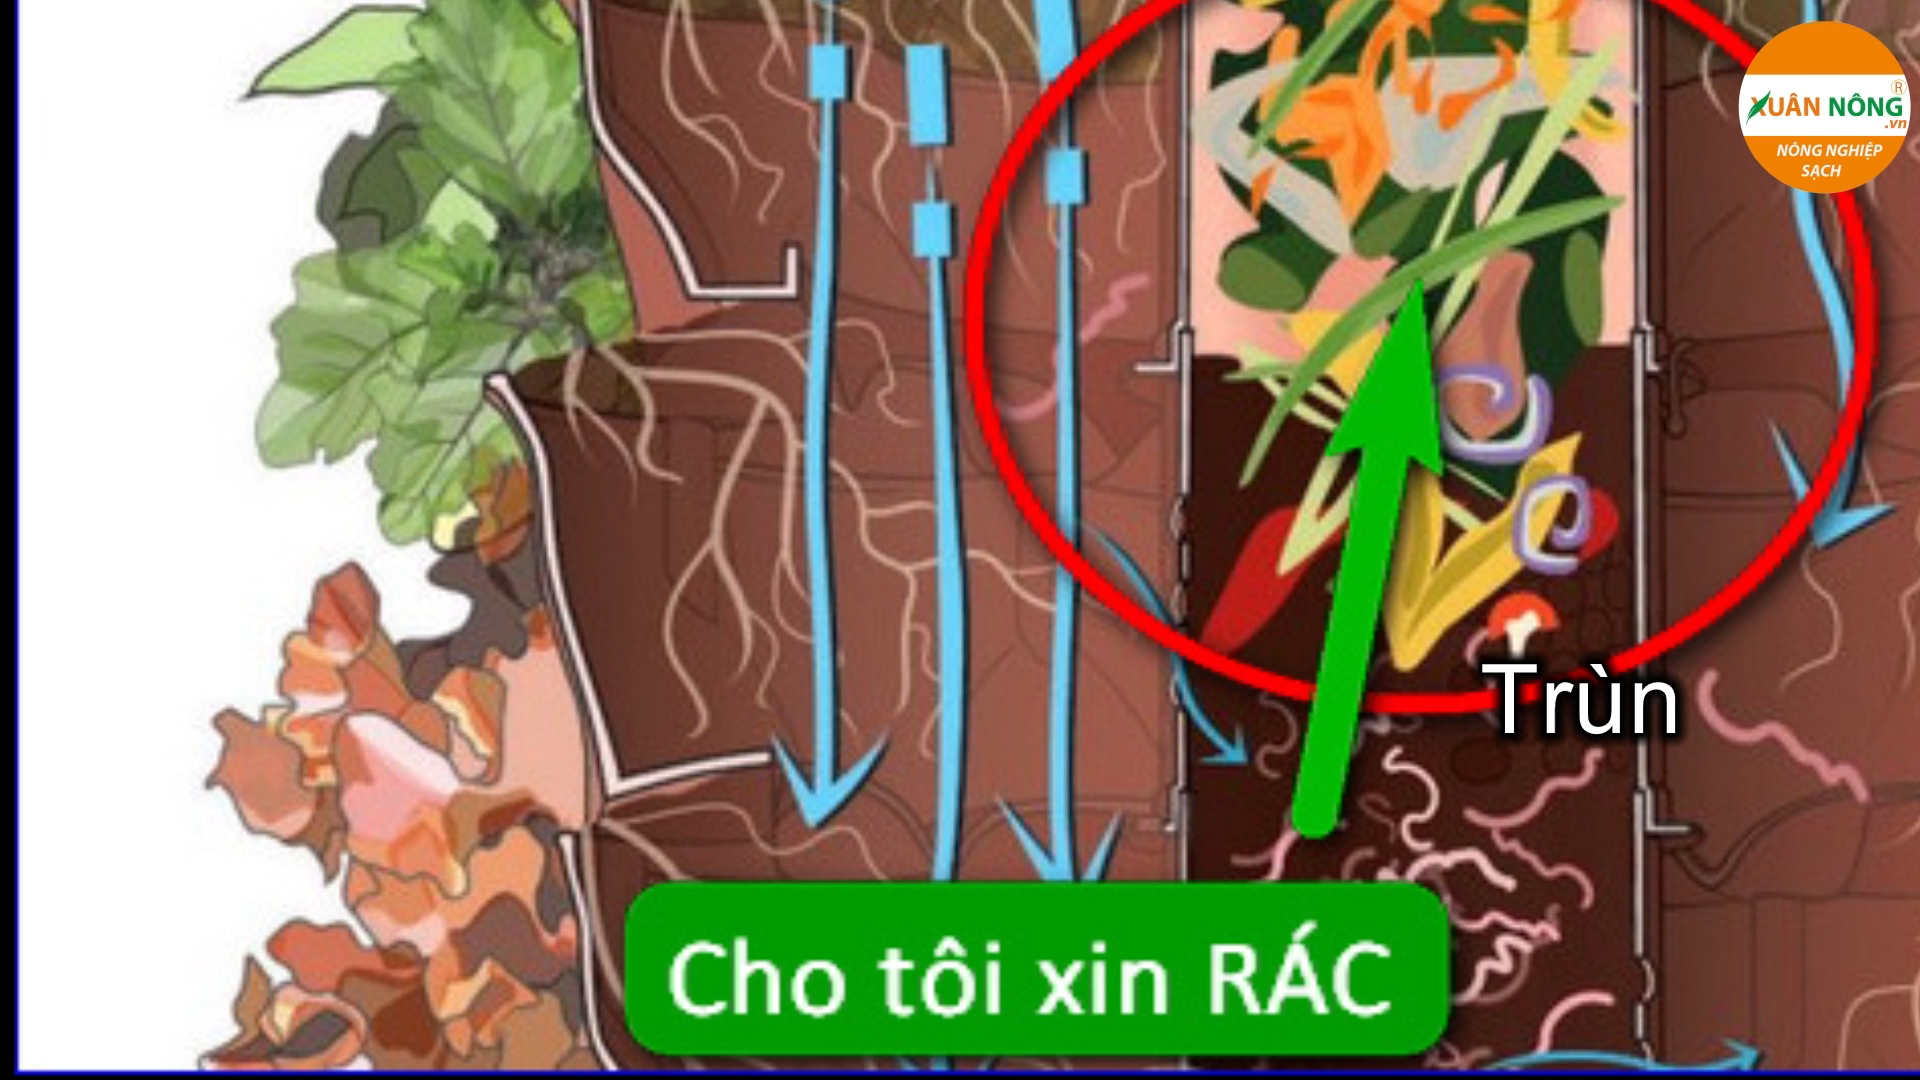 XUÂN NÔNG ®
.vn
NÔNG NGHIỆP
SẠCH
Trùn
Cho tôi xin RÁC